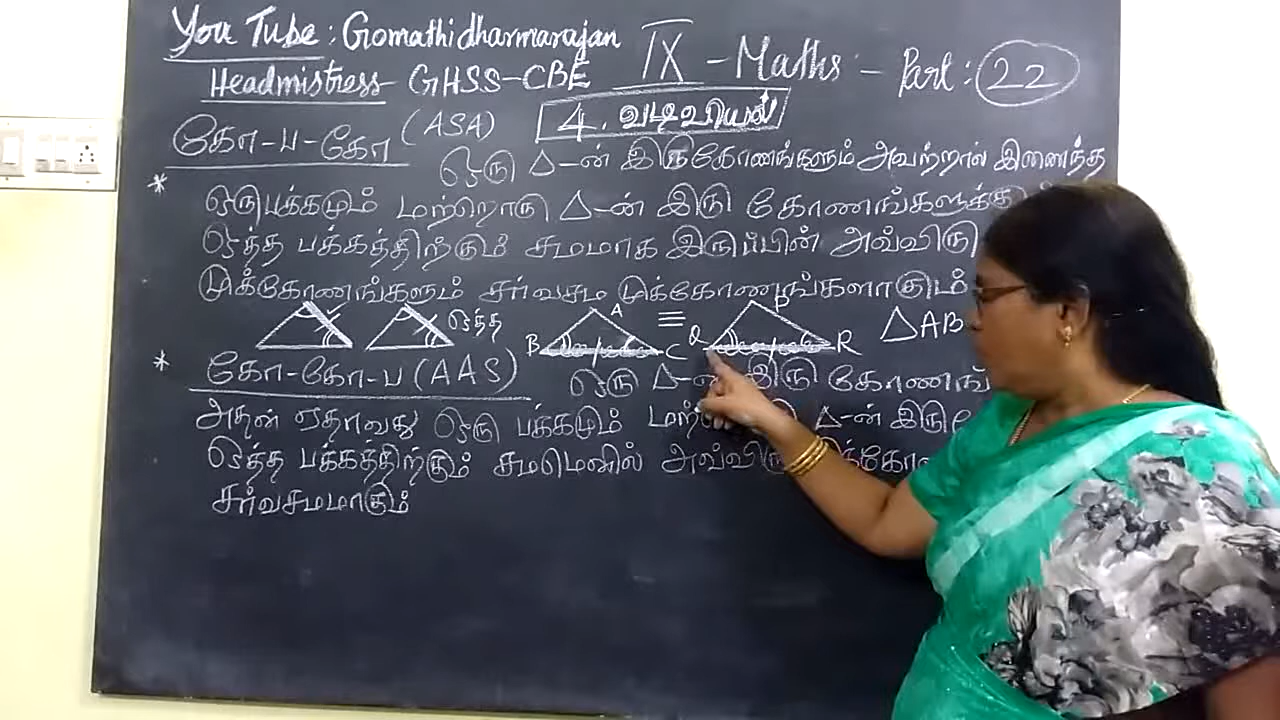 You Tube : Gomathidharmarajan
Headmistress - GHSS-CBE
IX - Maths - Part : 22
4. வடிவியல்
கோ-ப-கோ (ASA)
ஒரு △-ன் இருகோணங்களும் அவற்றால் இணைந்த
* ஒருபக்கமும் மற்றொரு △-ன் இரு கோணங்களுக்கும்
ஒத்த பக்கத்திற்கும் சமமாக இருப்பின் அவ்விரு
முக்கோணங்களும் சர்வசம முக்கோணங்களாகும்
ஒத்த
A
B C
≡
P
Q R
△AB
* கோ-கோ-ப (AAS)
ஒரு △-ன் இரு
அதன் ஏதாவது ஒரு பக்கமும் △-ன் இரு
ஒத்த பக்கத்திற்கும் சமமெனில்
சர்வசமமாகும்